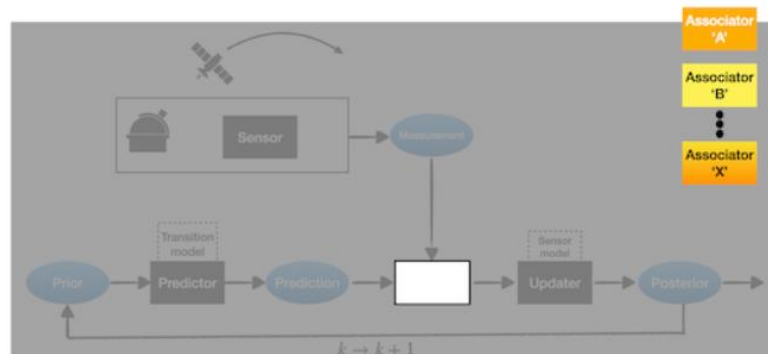 Associator
'A'
Associator
'B'
Associator
'X'
Sensor
Measurement
Transition
model
Sensor
model
Prior
Predictor
Prediction
Updater
Posterior
k → k + 1